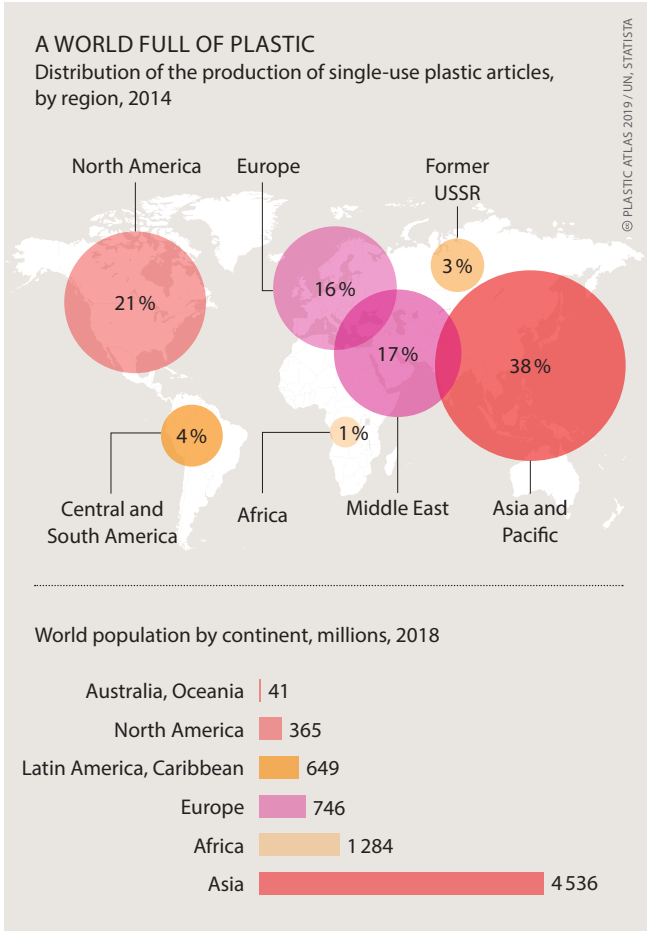 A WORLD FULL OF PLASTIC
Distribution of the production of single-use plastic articles,
by region, 2014
🅭 PLASTIC ATLAS 2019 / UN, STATISTA
North America
Europe
Former
USSR
21 %
16 %
3 %
17 %
38 %
4 %
1 %
Central and
South America
Africa
Middle East
Asia and
Pacific
World population by continent, millions, 2018
Australia, Oceania 41
North America 365
Latin America, Caribbean 649
Europe 746
Africa 1 284
Asia 4 536